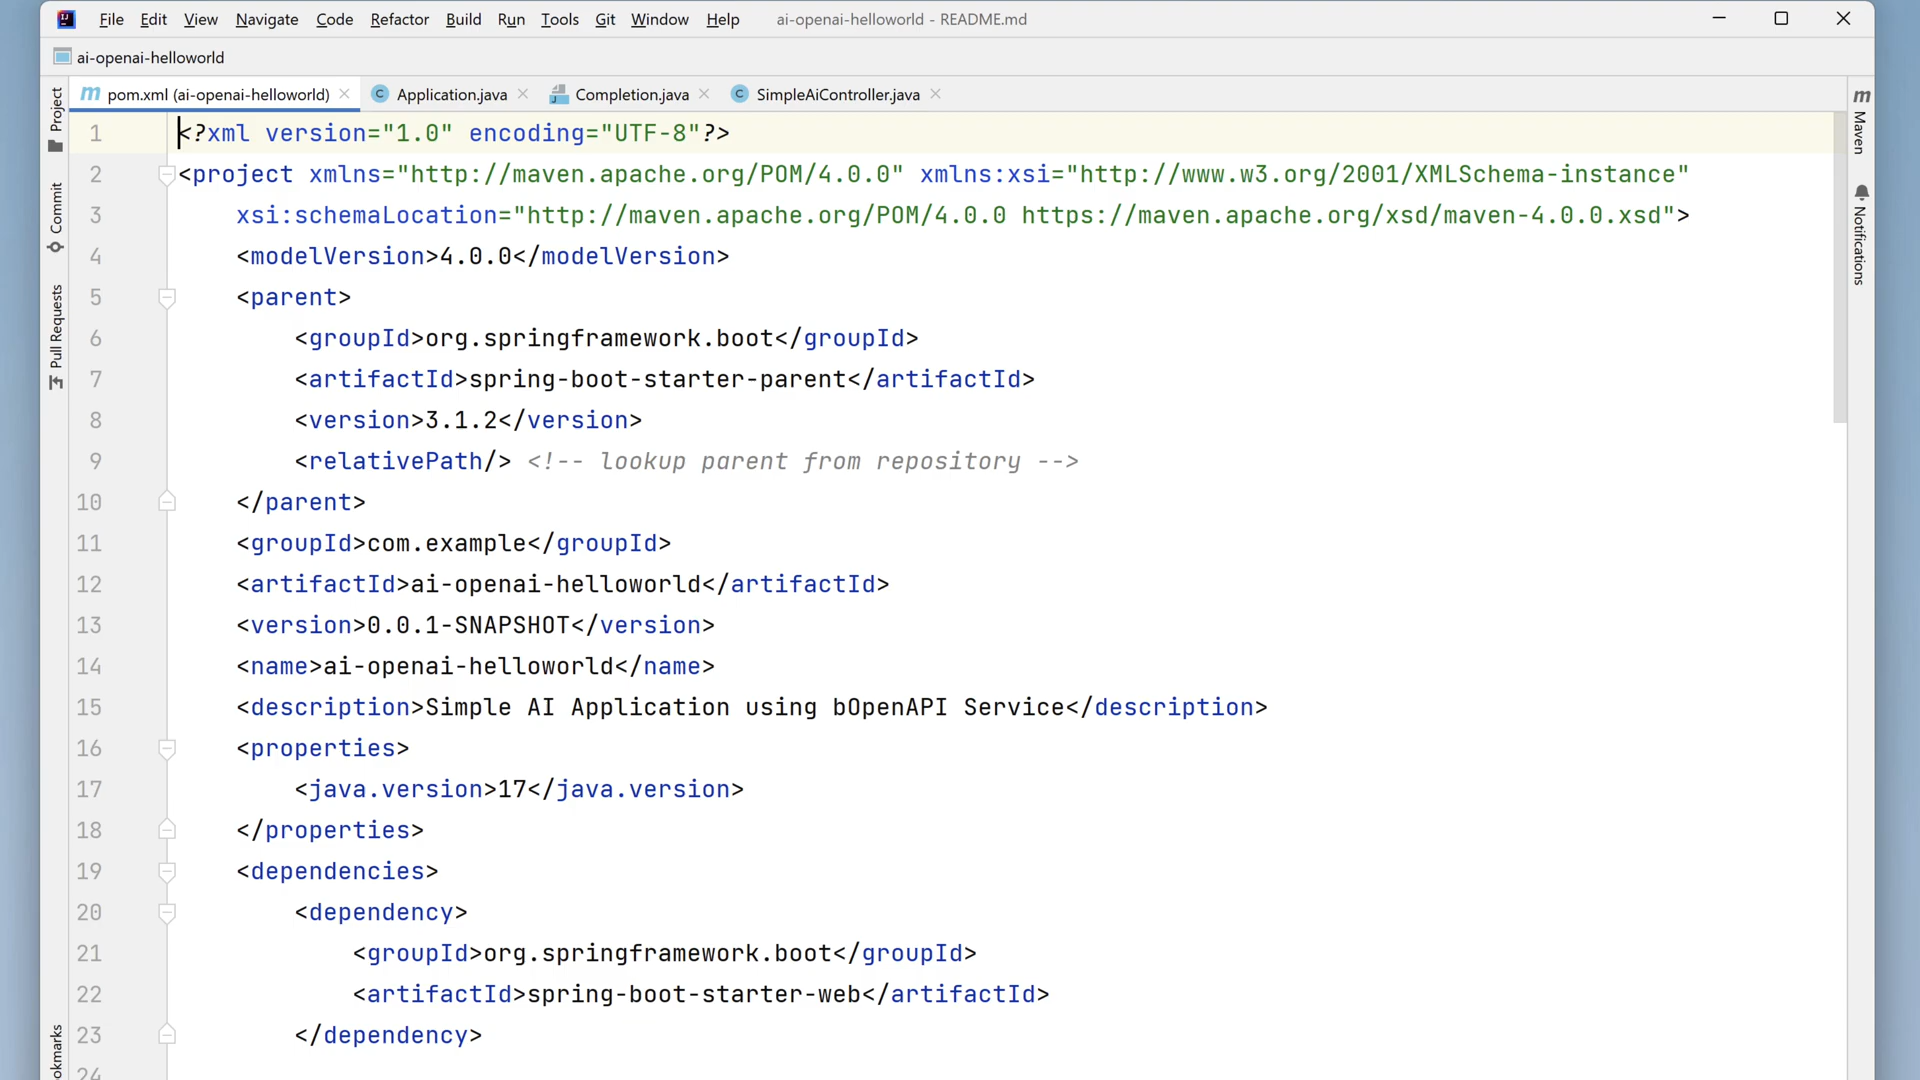 File Edit View Navigate Code Refactor Build Run Tools Git Window Help ai-openai-helloworld - README.md
ai-openai-helloworld
m pom.xml (ai-openai-helloworld) C Application.java Completion.java C SimpleAiController.java
Project
Commit
Pull Requests
okmarks
m Maven
Notifications
1 <?xml version="1.0" encoding="UTF-8"?>
2 <project xmlns="http://maven.apache.org/POM/4.0.0" xmlns:xsi="http://www.w3.org/2001/XMLSchema-instance"
3 xsi:schemaLocation="http://maven.apache.org/POM/4.0.0 https://maven.apache.org/xsd/maven-4.0.0.xsd">
4 <modelVersion>4.0.0</modelVersion>
5 <parent>
6 <groupId>org.springframework.boot</groupId>
7 <artifactId>spring-boot-starter-parent</artifactId>
8 <version>3.1.2</version>
9 <relativePath/> <!-- lookup parent from repository -->
10 </parent>
11 <groupId>com.example</groupId>
12 <artifactId>ai-openai-helloworld</artifactId>
13 <version>0.0.1-SNAPSHOT</version>
14 <name>ai-openai-helloworld</name>
15 <description>Simple AI Application using bOpenAPI Service</description>
16 <properties>
17 <java.version>17</java.version>
18 </properties>
19 <dependencies>
20 <dependency>
21 <groupId>org.springframework.boot</groupId>
22 <artifactId>spring-boot-starter-web</artifactId>
23 </dependency>
24